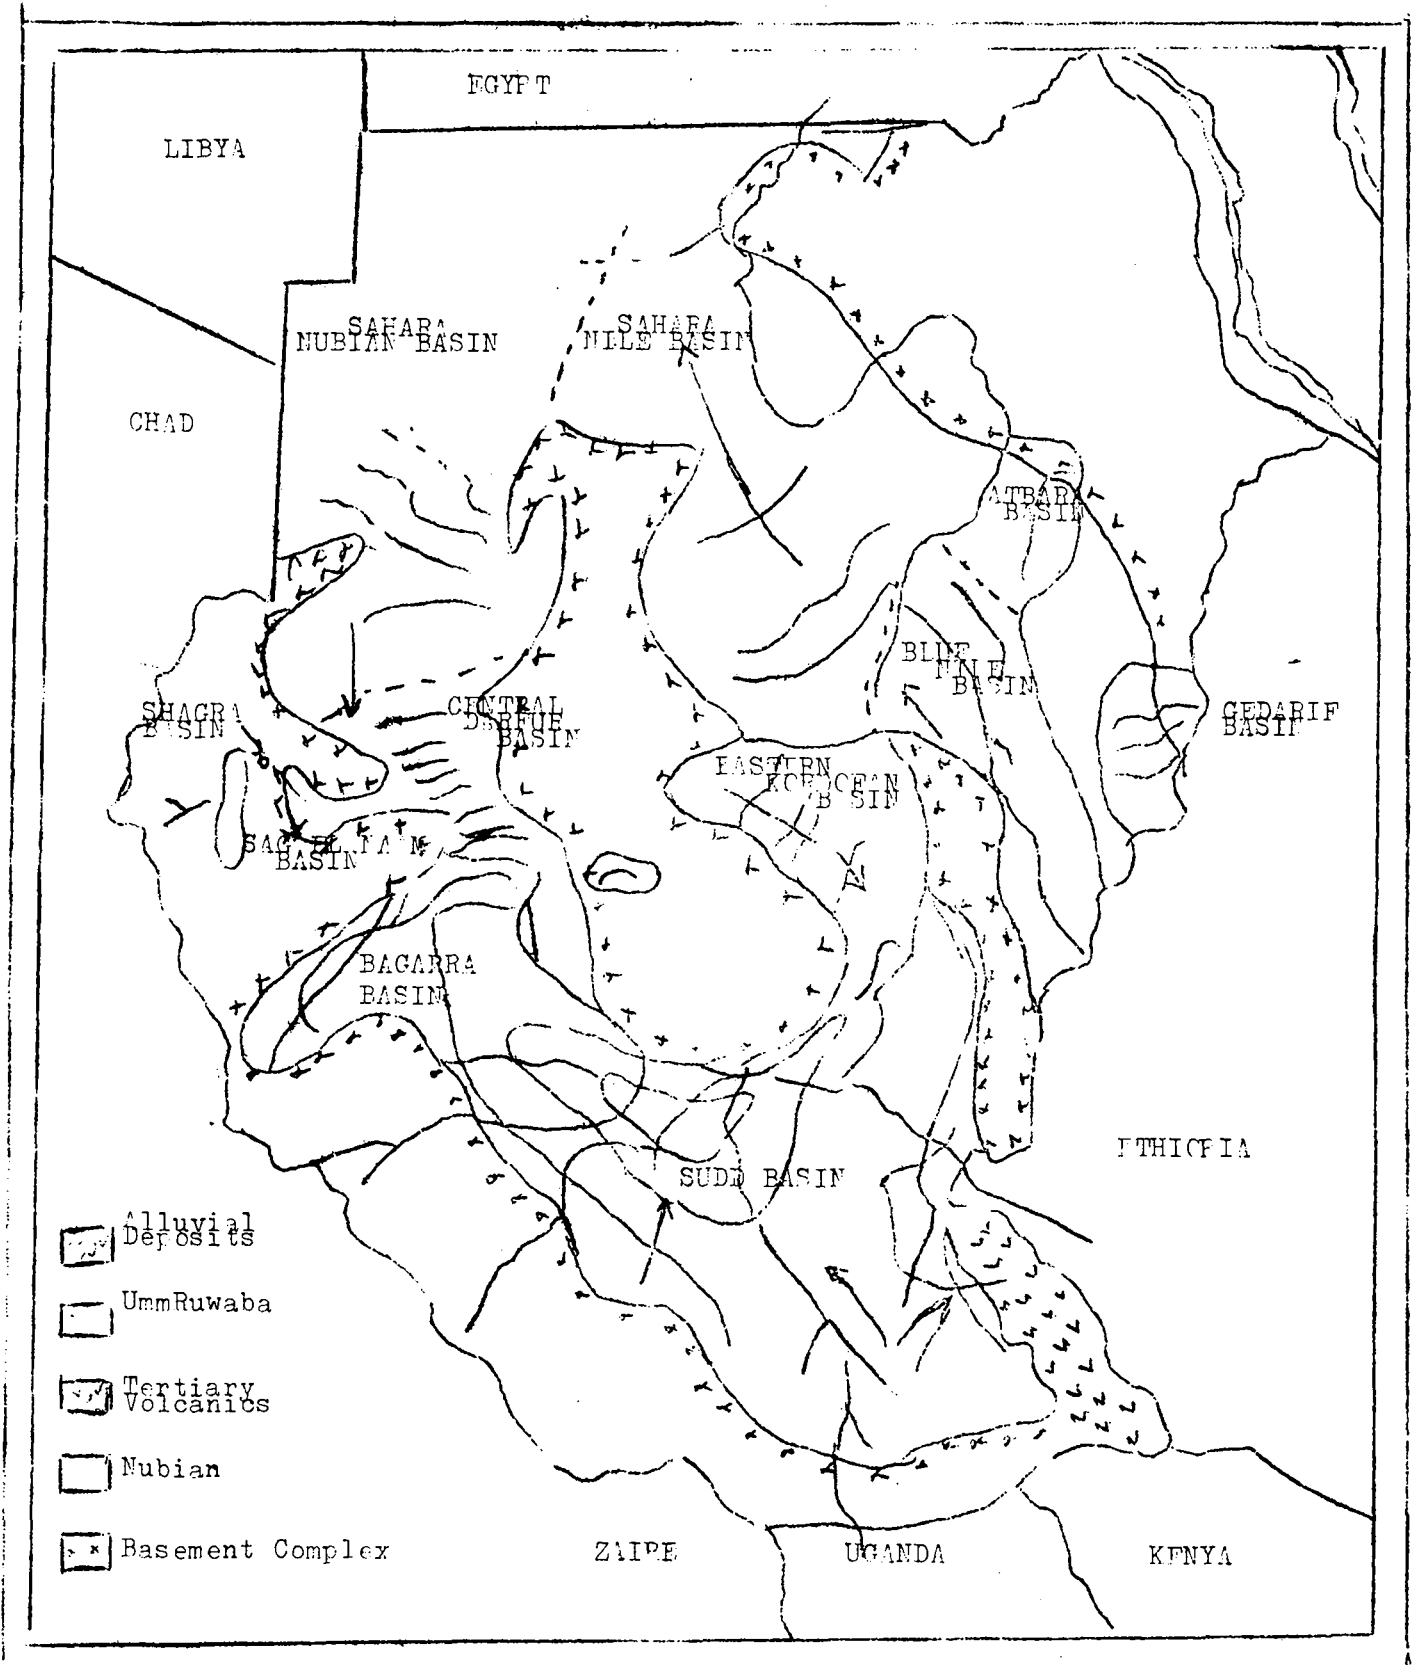 EGYPT
LIBYA
SAHARA
NUBIAN BASIN
SAHARA
NILE BASIN
CHAD
ATBARA
BASIN
BLUE
NILE
BASIN
SHAGRA
BASIN
CENTRAL
BASIN
GEDARIF
BASIN
EASTERN
BASIN
BASIN
BAGARRA
BASIN
SUDD BASIN
ETHIOPIA
Alluvial
Deposits
UmmRuwaba
Tertiary
Volcanics
Nubian
Basement Complex
ZAIRE
UGANDA
KENYA